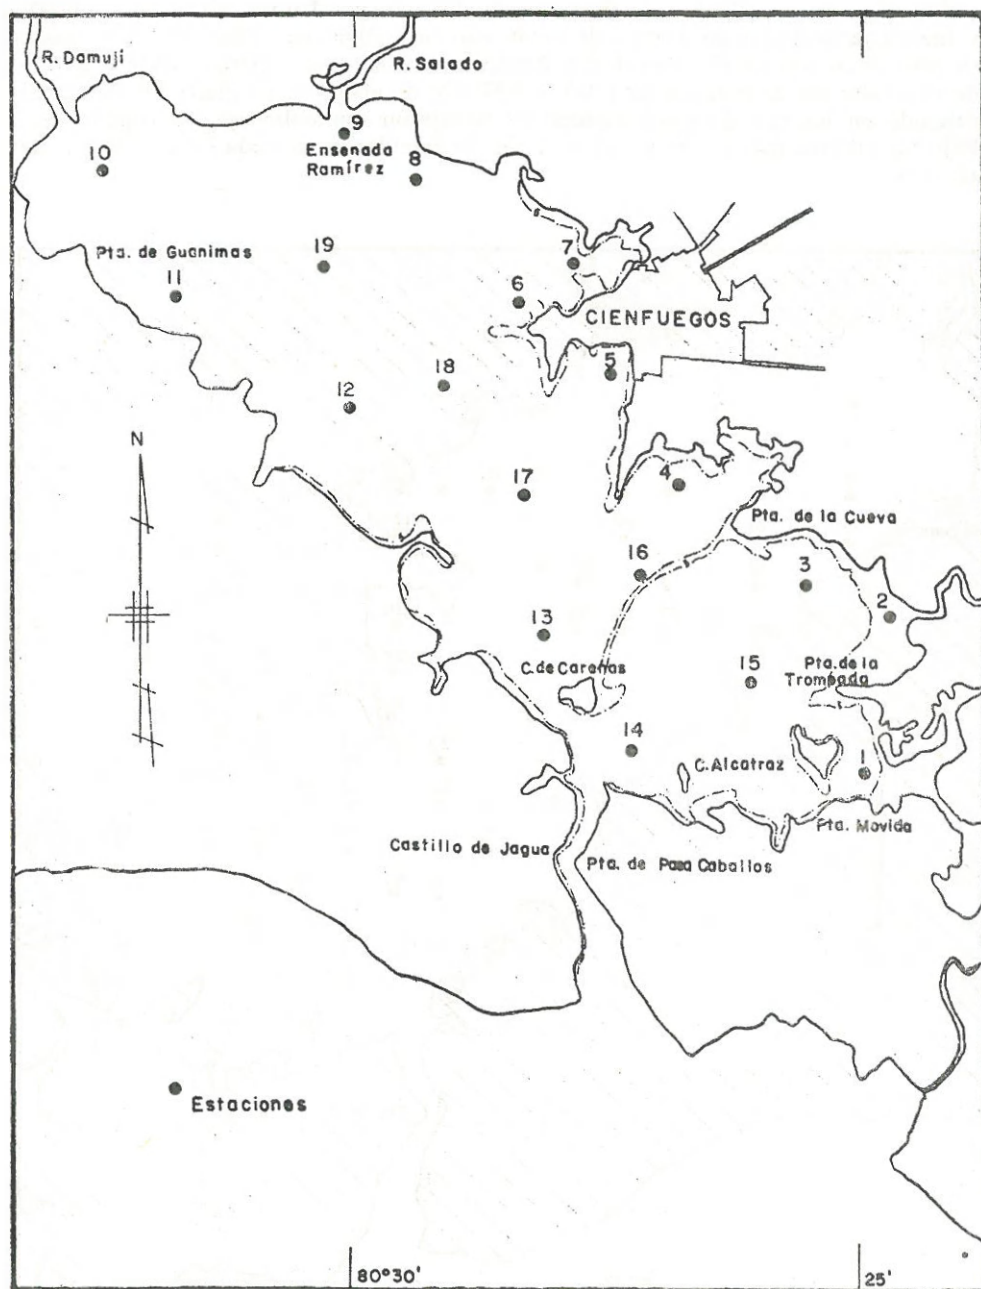 R. Damují
R. Salado
9
Ensenada
Ramírez
8
10
Pta. de Guanimas
19
7
11
6
CIENFUEGOS
5
18
12
N
4
17
Pta. de la Cueva
16
3
2
13
C. de Carenas
15
Pta. de la
Trompada
14
C. Alcatraz
1
Pta. Movida
Castillo de Jagua
Pta. de Pasa Caballos
Estaciones
80°30'
25'